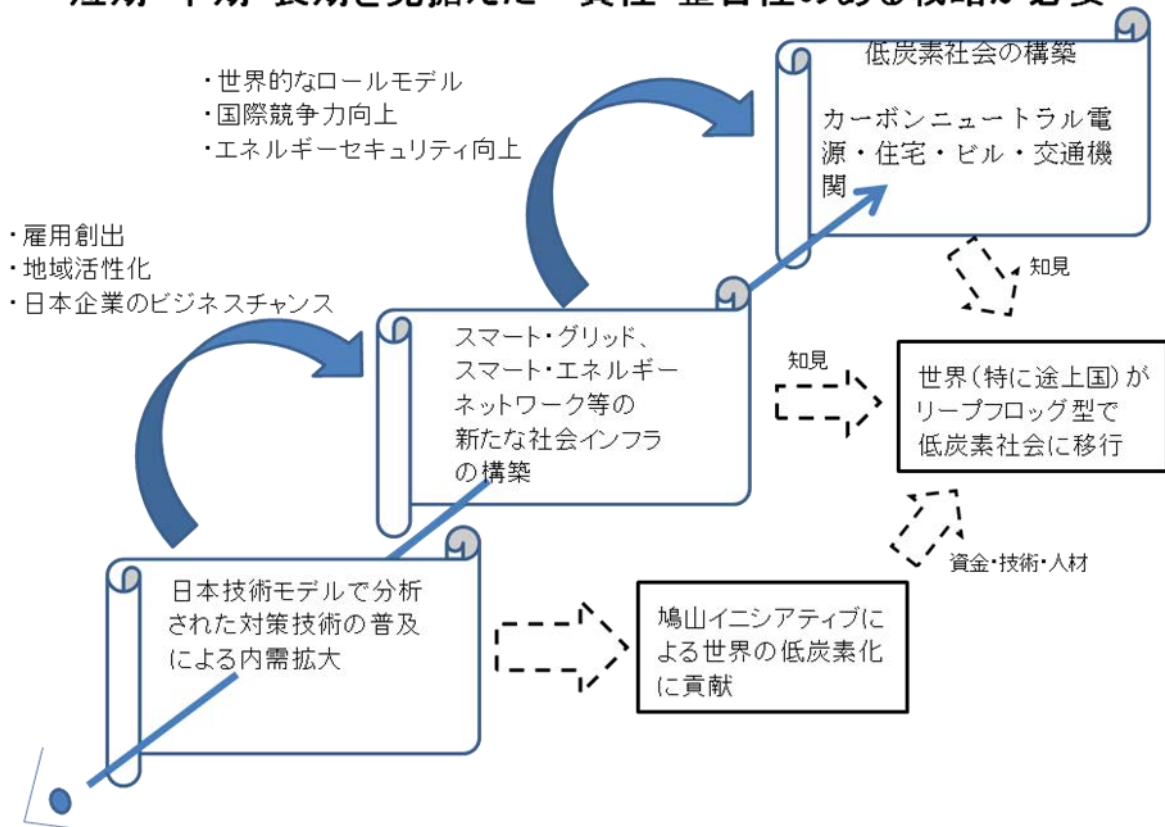 ・世界的なロールモデル
・国際競争力向上
・エネルギーセキュリティ向上
低炭素社会の構築
カーボンニュートラル電
源・住宅・ビル・交通機
関
・雇用創出
・地域活性化
・日本企業のビジネスチャンス
知見
スマート・グリッド、
スマート・エネルギー
ネットワーク等の
新たな社会インフラ
の構築
知見
世界(特に途上国)が
リープフロッグ型で
低炭素社会に移行
資金・技術・人材
日本技術モデルで分析
された対策技術の普及
による内需拡大
鳩山イニシアティブに
よる世界の低炭素化
に貢献